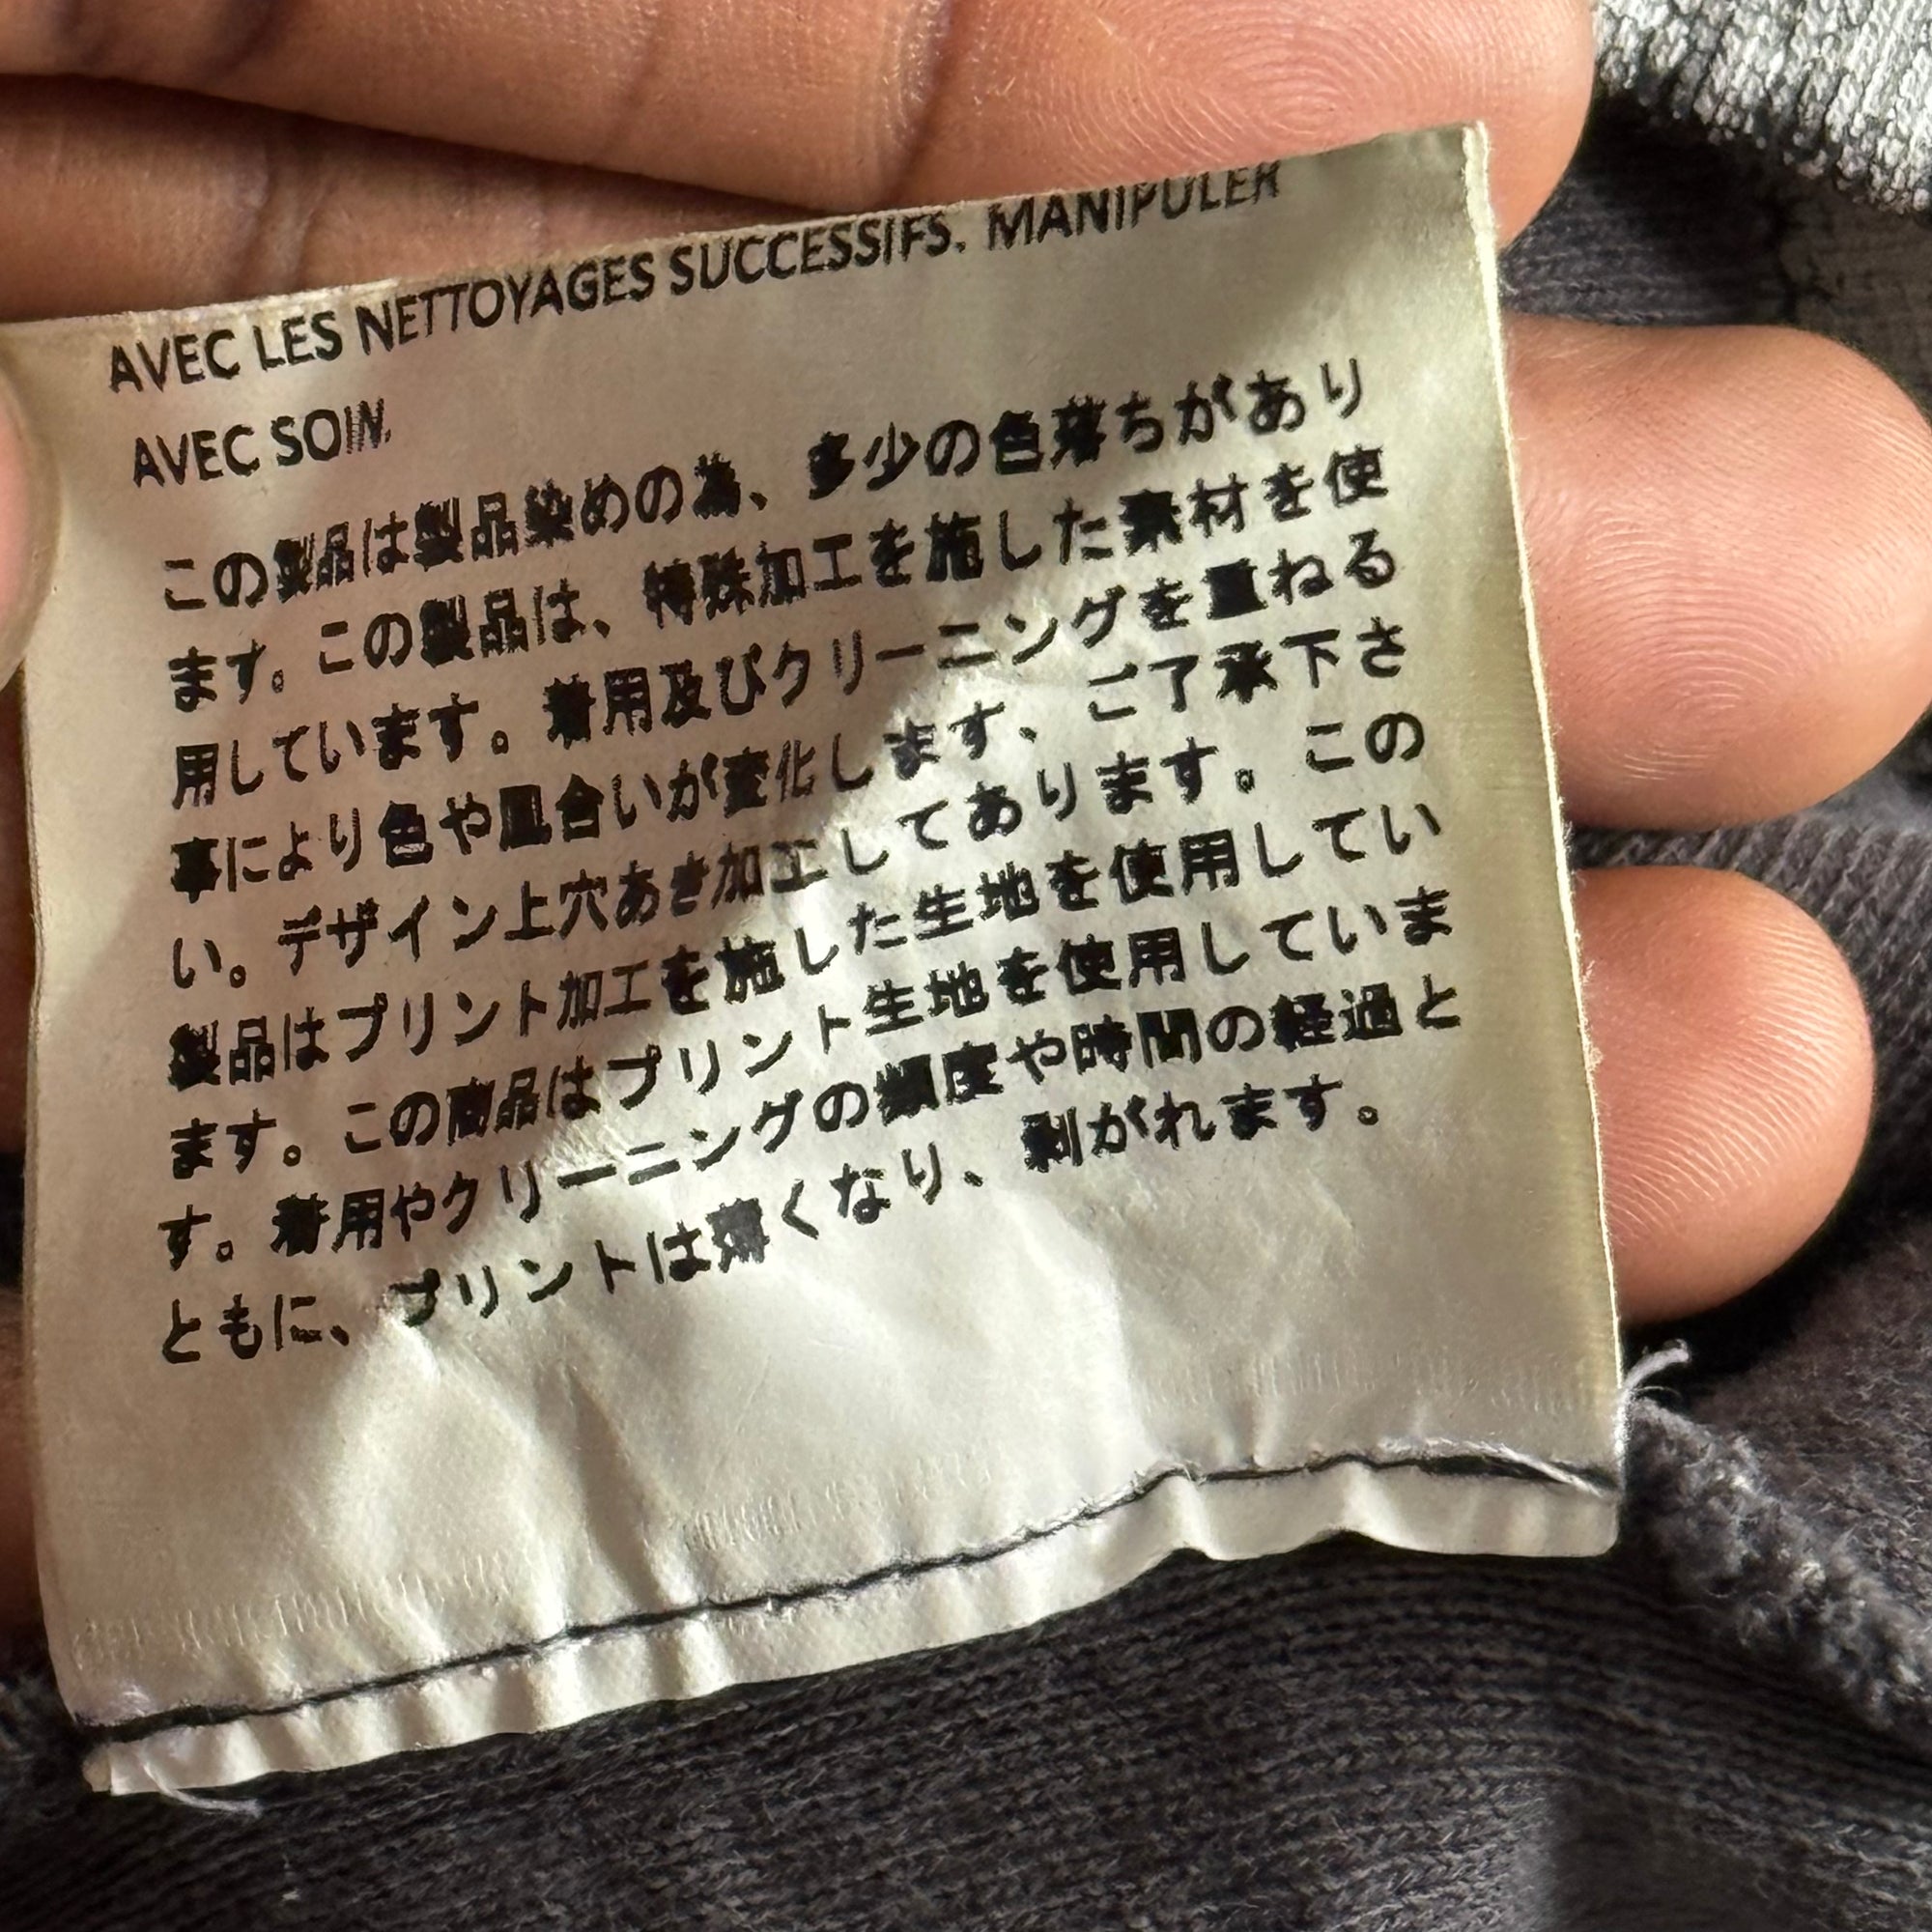 AVEC LES NETTOYAGES SUCCESSIFS. MANIPULER
AVEC SOIN.
この製品は製品染めの為、多少の色落ちがあり
ます。この製品は、特殊加工を施した素材を使
用しています。着用及びクリーニングを重ねる
事により色や風合いが変化します、ご了承下さ
い。デザイン上穴あき加工してあります。この
製品はプリント加工を施した生地を使用してい
ます。この商品はプリント生地を使用していま
す。着用やクリーニングの頻度や時間の経過と
ともに、プリントは薄くなり、剥がれます。